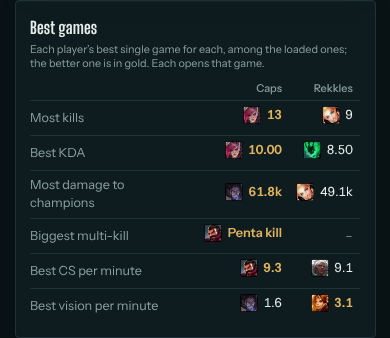 Best games
Each player's best single game for each, among the loaded ones;
the better one is in gold. Each opens that game.
Caps Rekkles
Most kills 13 9
Best KDA 10.00 8.50
Most damage to
champions 61.8k 49.1k
Biggest multi-kill Penta kill –
Best CS per minute 9.3 9.1
Best vision per minute 1.6 3.1